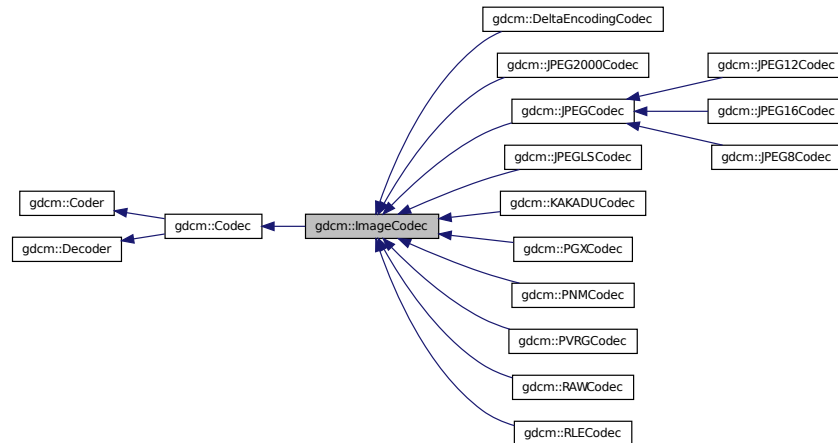 gdcm::DeltaEncodingCodec
gdcm::JPEG2000Codec
gdcm::JPEG12Codec
gdcm::JPEGCodec
gdcm::JPEG16Codec
gdcm::JPEGLSCodec
gdcm::JPEG8Codec
gdcm::Coder
gdcm::KAKADUCodec
gdcm::Codec
gdcm::ImageCodec
gdcm::Decoder
gdcm::PGXCodec
gdcm::PNMCodec
gdcm::PVRGCodec
gdcm::RAWCodec
gdcm::RLECodec